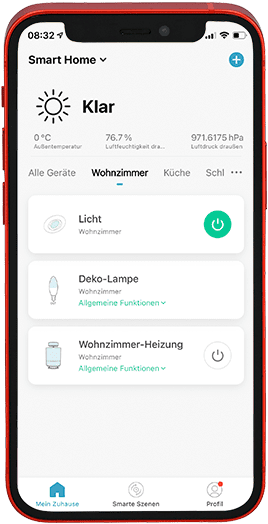 08:32
Smart Home
Klar
0 °C 76.7 % 971.6175 hPa
Außentemperatur Luftfeuchtigkeit dra... Luftdruck draußen
Alle Geräte Wohnzimmer Küche Schl ...
Licht
Wohnzimmer
Deko-Lampe
Wohnzimmer
Allgemeine Funktionen
Wohnzimmer-Heizung
Wohnzimmer
Allgemeine Funktionen
Mein Zuhause Smarte Szenen Profil